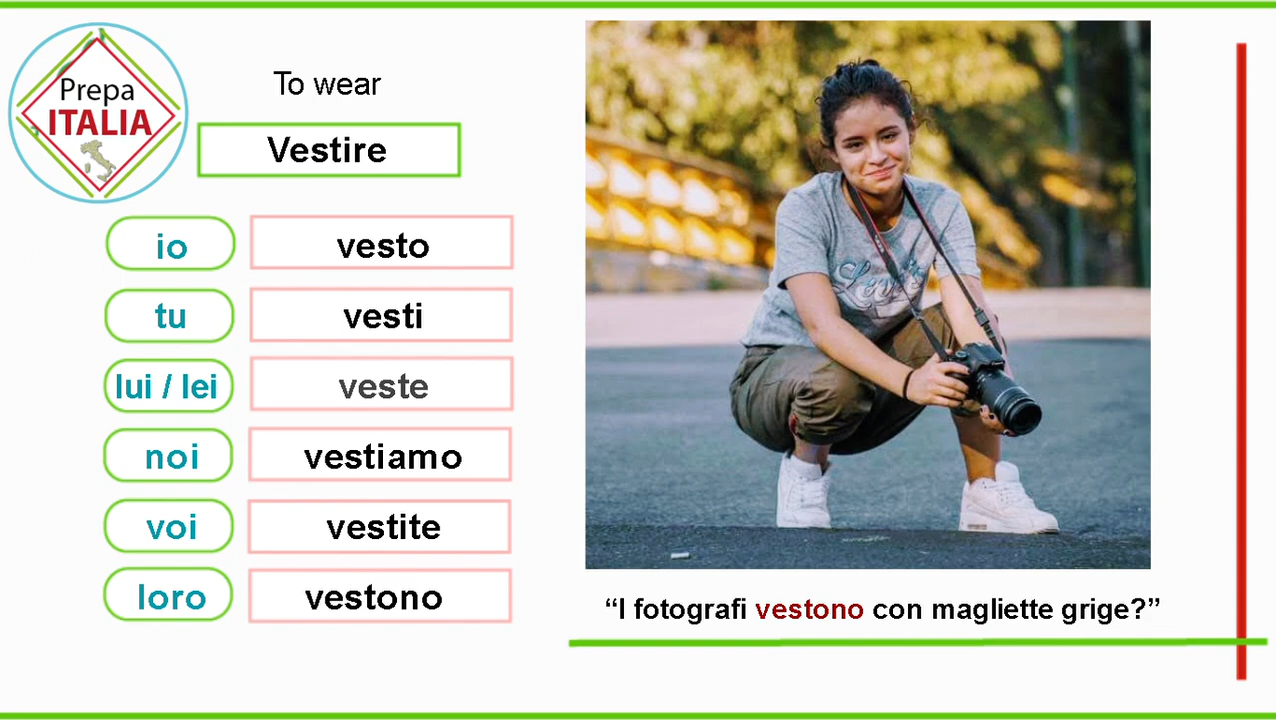 Prepa
ITALIA
To wear
Vestire
io vesto
tu vesti
lui / lei veste
noi vestiamo
voi vestite
loro vestono
“I fotografi vestono con magliette grige?”